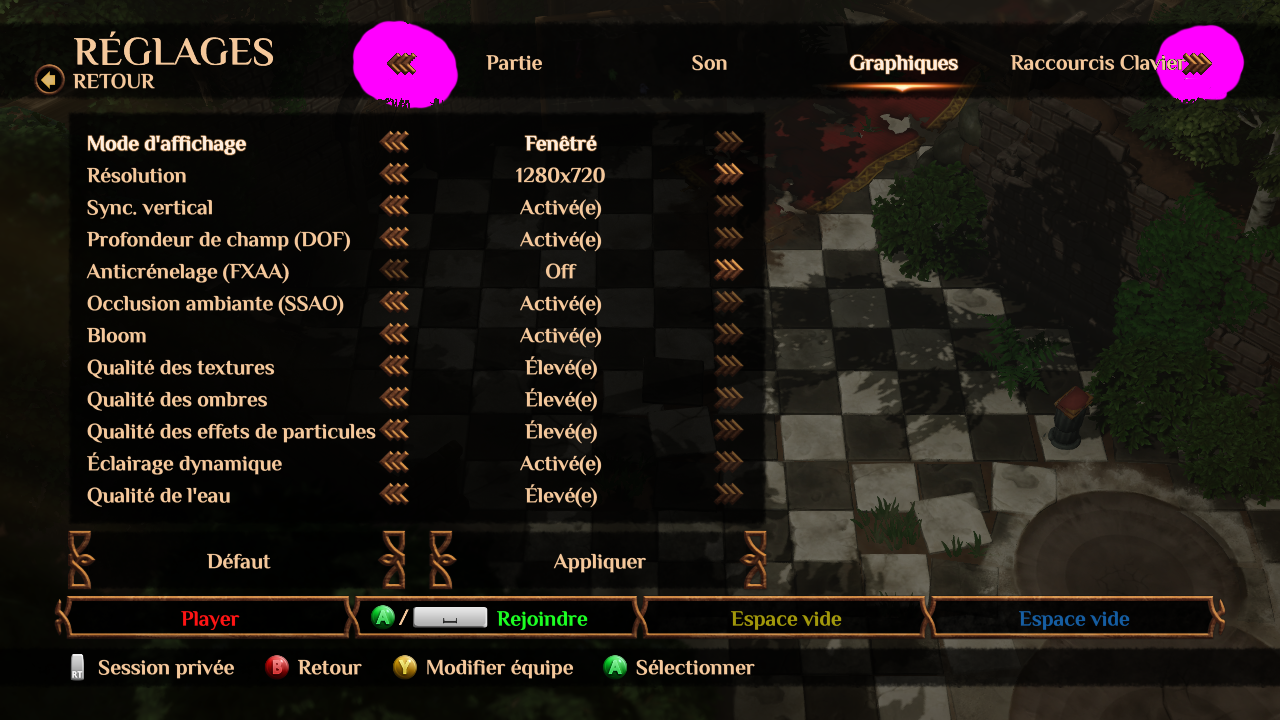 RÉGLAGES
RETOUR
Partie Son Graphiques Raccourcis Clavier
Mode d'affichage Fenêtré
Résolution 1280x720
Sync. vertical Activé(e)
Profondeur de champ (DOF) Activé(e)
Anticrénelage (FXAA) Off
Occlusion ambiante (SSAO) Activé(e)
Bloom Activé(e)
Qualité des textures Élevé(e)
Qualité des ombres Élevé(e)
Qualité des effets de particules Élevé(e)
Éclairage dynamique Activé(e)
Qualité de l'eau Élevé(e)
Défaut Appliquer
Player A / Rejoindre Espace vide Espace vide
RT Session privée B Retour Y Modifier équipe A Sélectionner